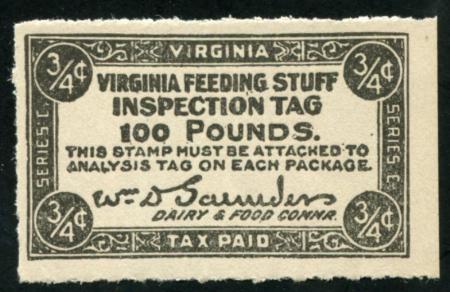 VIRGINIA
3/4¢ 3/4¢
VIRGINIA FEEDING STUFF
INSPECTION TAG
100 POUNDS.
THIS STAMP MUST BE ATTACHED TO
ANALYSIS TAG ON EACH PACKAGE.
SERIES E. SERIES E.
Wm D Saunders
DAIRY & FOOD COMMR.
3/4¢ 3/4¢
TAX PAID